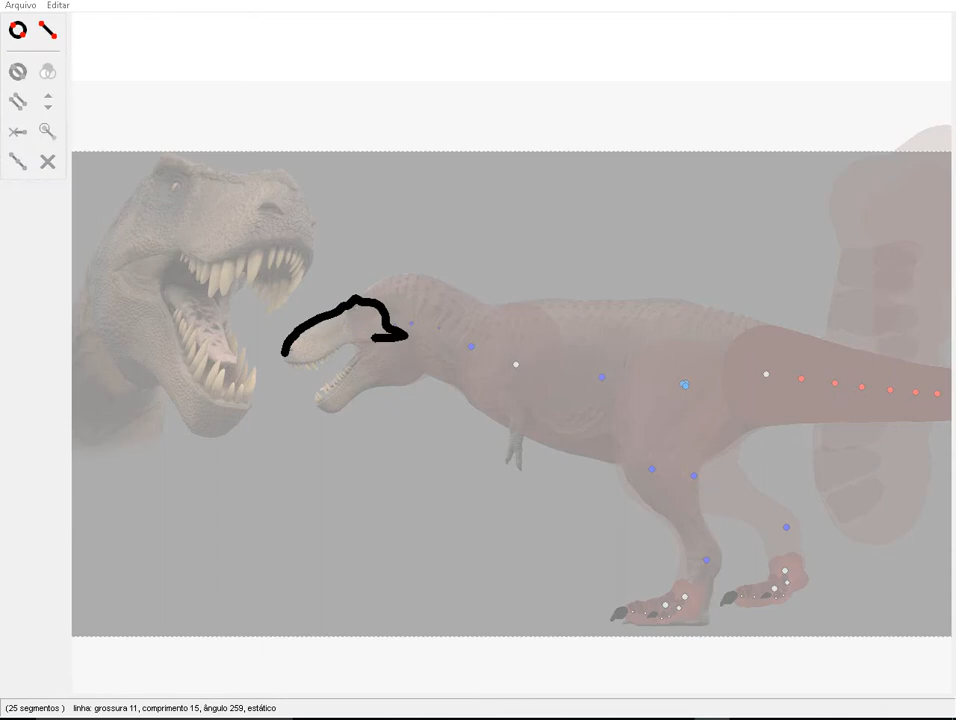 Arquivo Editar
(25 segmentos ) linha: grossura 11, comprimento 15, ângulo 259, estático